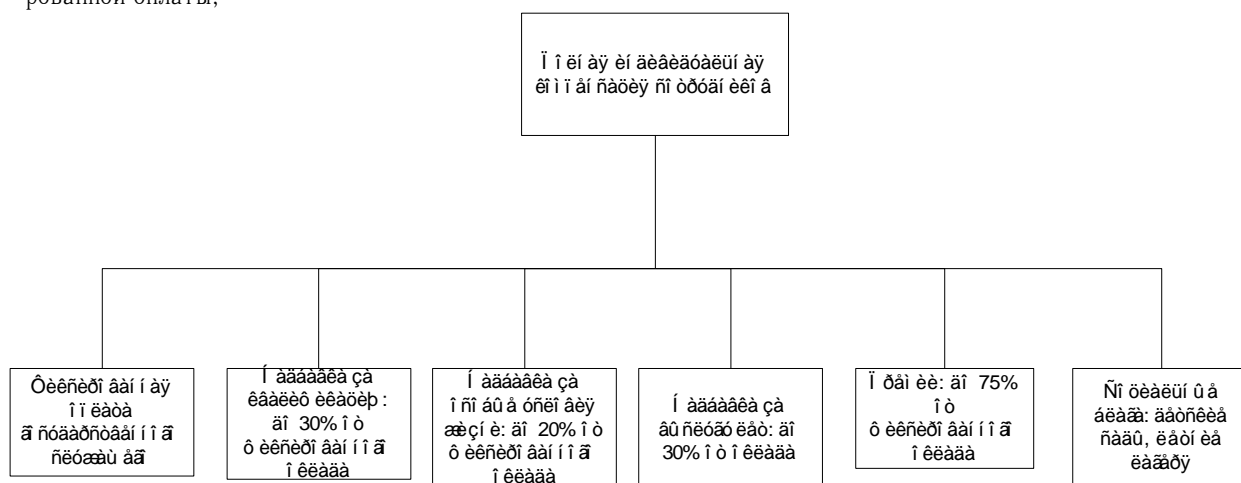 рованной оплаты,
Ï î ëí àÿ èí äèâèäóàëüí àÿ
êî ì ï åí ñàöèÿ ñî òðóäí èêî â
Ôèêñèðî âàí í àÿ
î ï ëàòà
ãî ñóäàðñòâåí í î ãî
ñëóæàù åãî
Í àäáàâêà çà
êâàëèô èêàöèþ :
äî 30% î ò
ô èêñèðî âàí í î ãî
î êëàäà
Í àäáàâêà çà
î ñî áû å óñëî âèÿ
æèçí è: äî 20% î ò
ô èêñèðî âàí í î ãî
î êëàäà
Í àäáàâêà çà
âû ñëóãó ëåò: äî
30% î ò î êëàäà
Ï ðåì èè: äî 75%
î ò
ô èêñèðî âàí í î ãî
î êëàäà
Ñî öèàëüí û å
áëàãà: äåòñêèå
ñàäû, ëåòí èå
ëàãåðÿ